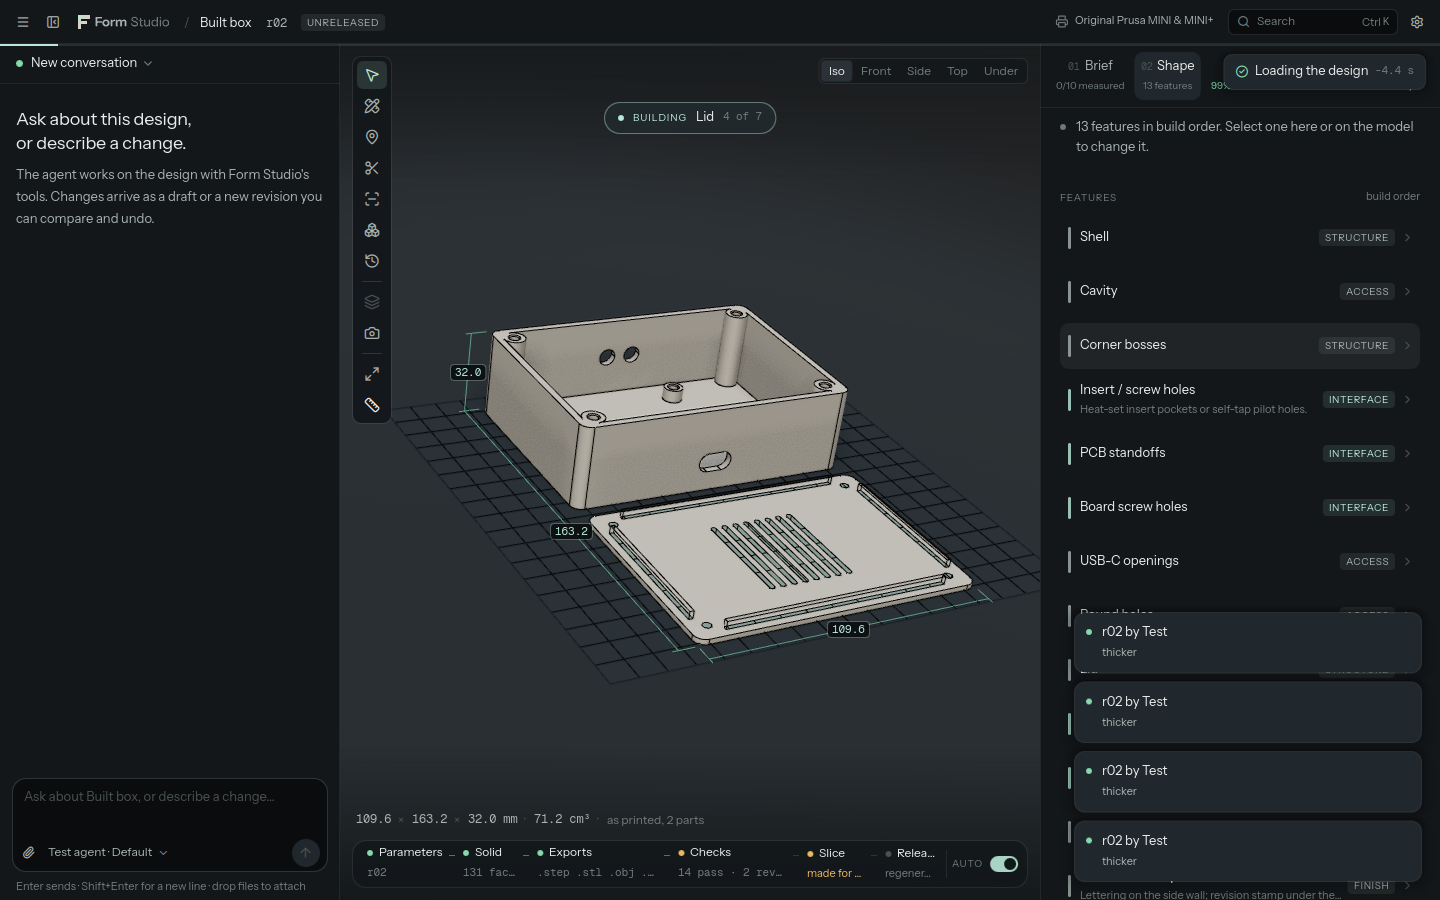 Form Studio / Built box r02 UNRELEASED
Original Prusa MINI & MINI+
Search Ctrl K
New conversation
Ask about this design,
or describe a change.
The agent works on the design with Form Studio's
tools. Changes arrive as a draft or a new revision you
can compare and undo.
Ask about Built box, or describe a change...
Test agent · Default
Enter sends · Shift+Enter for a new line · drop files to attach
Iso Front Side Top Under
BUILDING Lid 4 of 7
32.0
163.2
109.6
109.6 × 163.2 × 32.0 mm · 71.2 cm³ · as printed, 2 parts
Parameters
r02
Solid
131 fac…
Exports
.step .stl .obj .…
Checks
14 pass · 2 rev…
Slice
made for …
Relea…
regener…
AUTO
01 Brief
0/10 measured
02 Shape
13 features
Loading the design -4.4 s
13 features in build order. Select one here or on the model
to change it.
FEATURES build order
Shell STRUCTURE
Cavity ACCESS
Corner bosses STRUCTURE
Insert / screw holes INTERFACE
Heat-set insert pockets or self-tap pilot holes.
PCB standoffs INTERFACE
Board screw holes INTERFACE
USB-C openings ACCESS
r02 by Test
thicker
r02 by Test
thicker
r02 by Test
thicker
r02 by Test
thicker
FINISH
Lettering on the side wall; revision stamp under the…